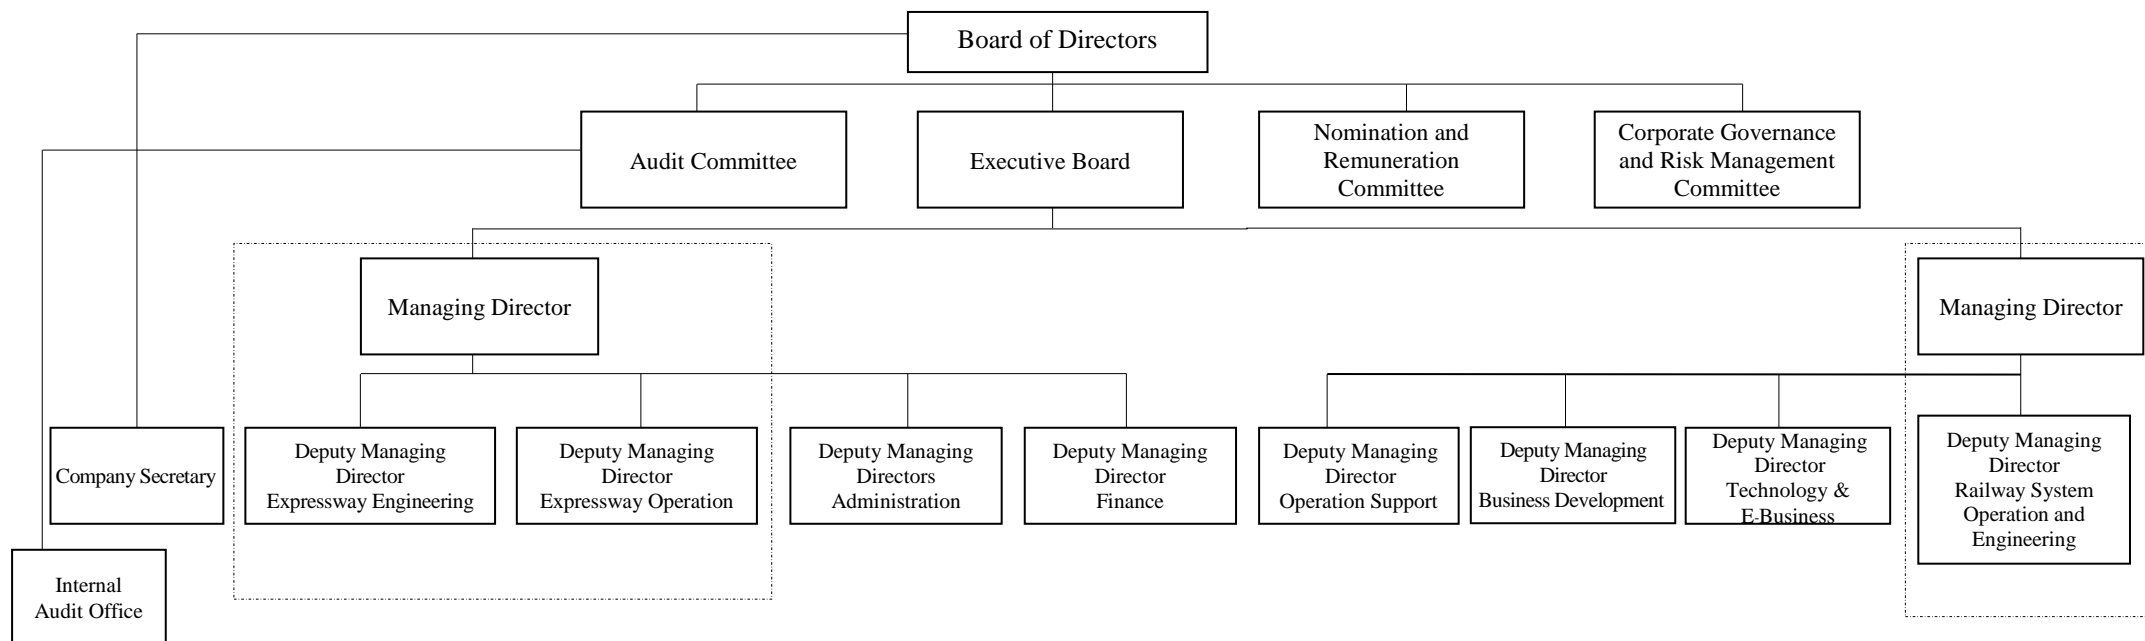 Board of Directors
Audit Committee
Executive Board
Nomination and
Remuneration
Committee
Corporate Governance
and Risk Management
Committee
Managing Director
Managing Director
Company Secretary
Deputy Managing
Director
Expressway Engineering
Deputy Managing
Director
Expressway Operation
Deputy Managing
Directors
Administration
Deputy Managing
Director
Finance
Deputy Managing
Director
Operation Support
Deputy Managing
Director
Business Development
Deputy Managing
Director
Technology &
E-Business
Deputy Managing
Director
Railway System
Operation and
Engineering
Internal
Audit Office